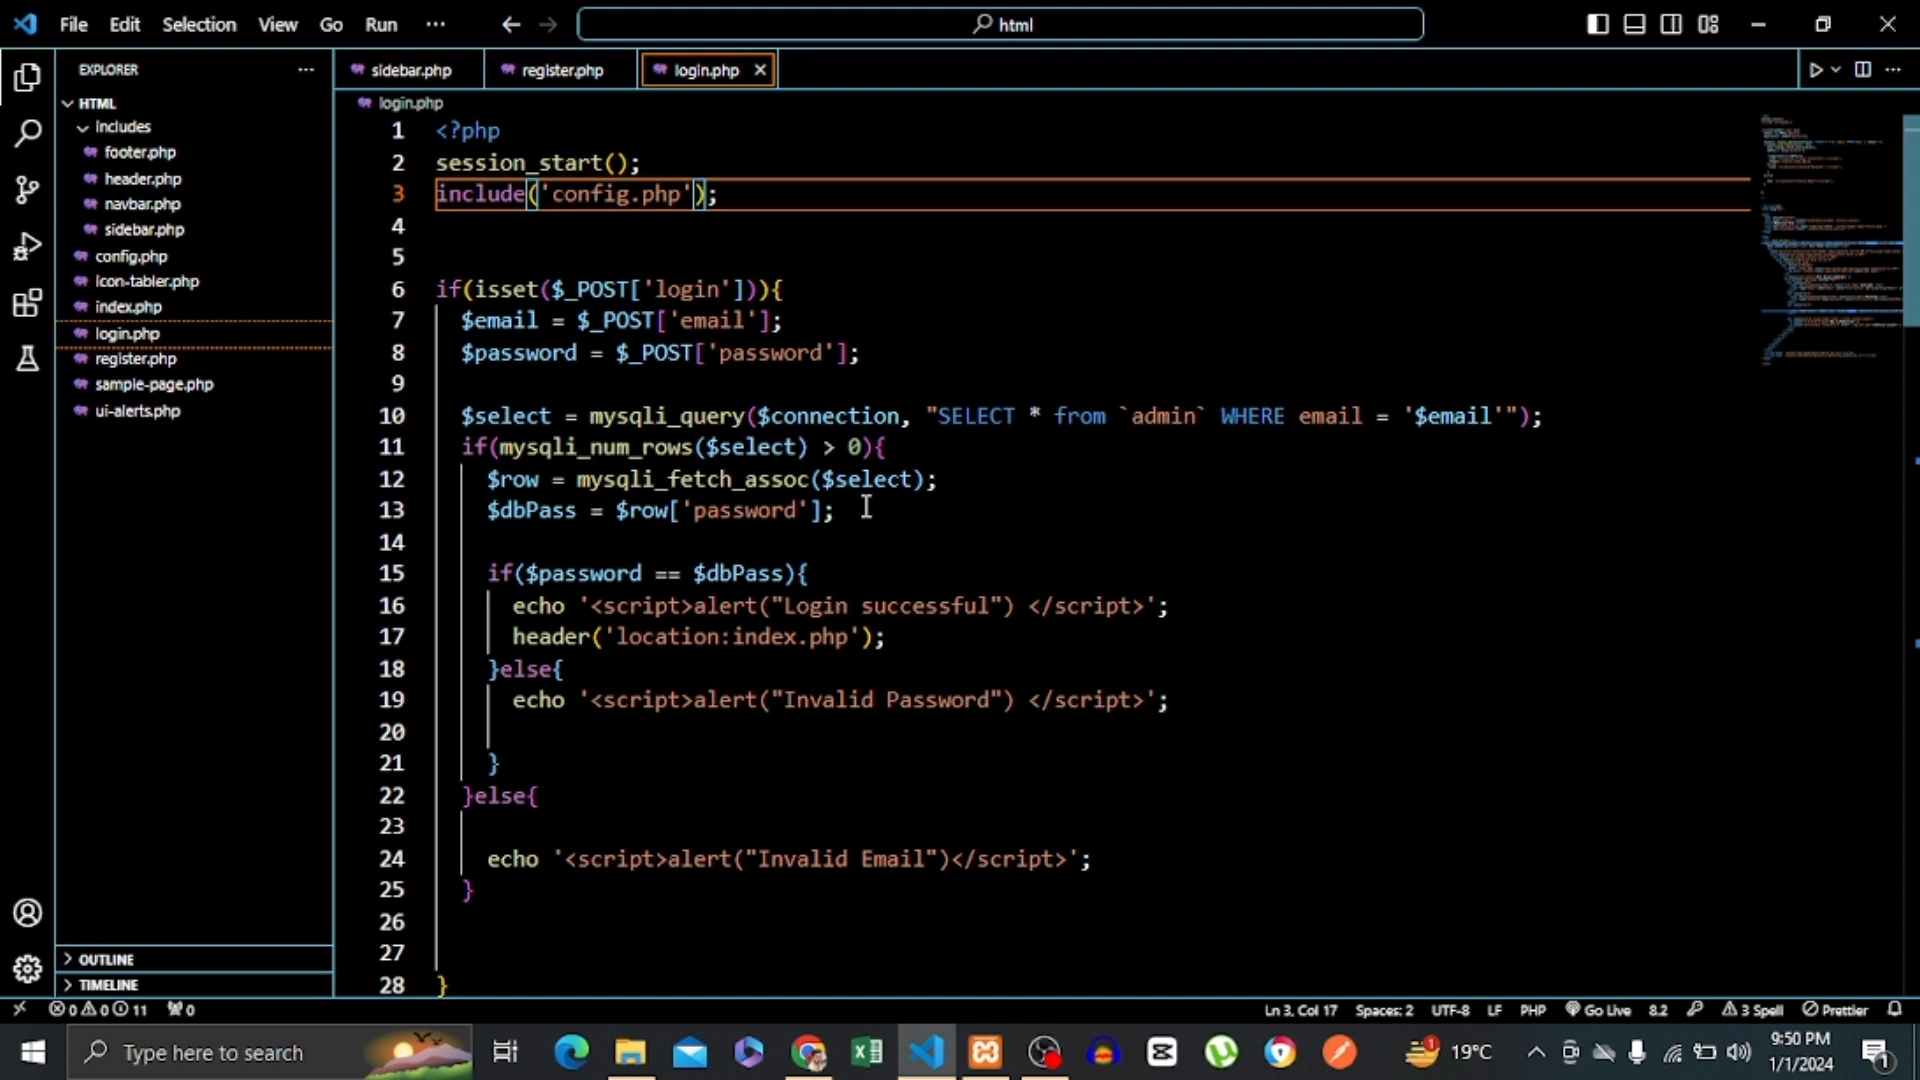 File Edit Selection View Go Run ··· html
EXPLORER ···
HTML
includes
footer.php
header.php
navbar.php
sidebar.php
config.php
icon-tabler.php
index.php
login.php
register.php
sample-page.php
ui-alerts.php
OUTLINE
TIMELINE
sidebar.php register.php login.php
login.php
1 <?php
2 session_start();
3 include('config.php');
4
5
6 if(isset($_POST['login'])){
7 $email = $_POST['email'];
8 $password = $_POST['password'];
9
10 $select = mysqli_query($connection, "SELECT * from `admin` WHERE email = '$email'");
11 if(mysqli_num_rows($select) > 0){
12 $row = mysqli_fetch_assoc($select);
13 $dbPass = $row['password'];
14
15 if($password == $dbPass){
16 echo '<script>alert("Login successful") </script>';
17 header('location:index.php');
18 }else{
19 echo '<script>alert("Invalid Password") </script>';
20
21 }
22 }else{
23
24 echo '<script>alert("Invalid Email")</script>';
25 }
26
27
28 }
0 0 11 0 Ln 3, Col 17 Spaces: 2 UTF-8 LF PHP Go Live 8.2 3 Spell Prettier
Type here to search 19°C 9:50 PM
1/1/2024